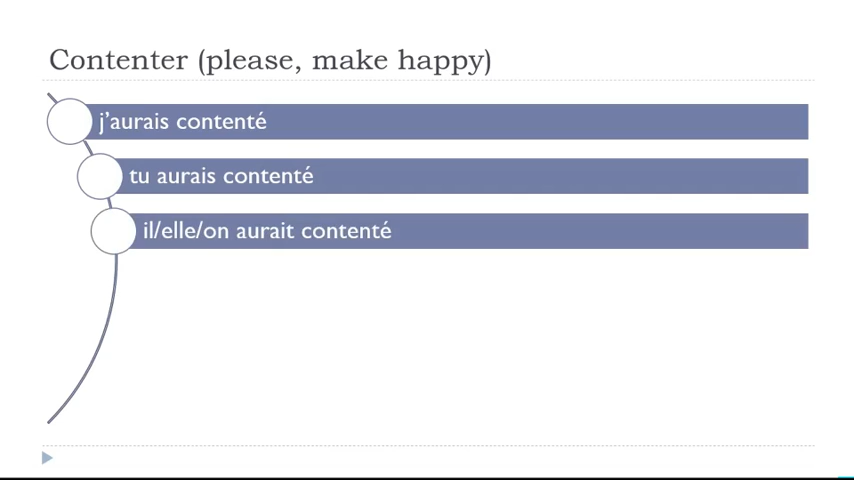 Contenter (please, make happy)
j’aurais contenté
tu aurais contenté
il/elle/on aurait contenté